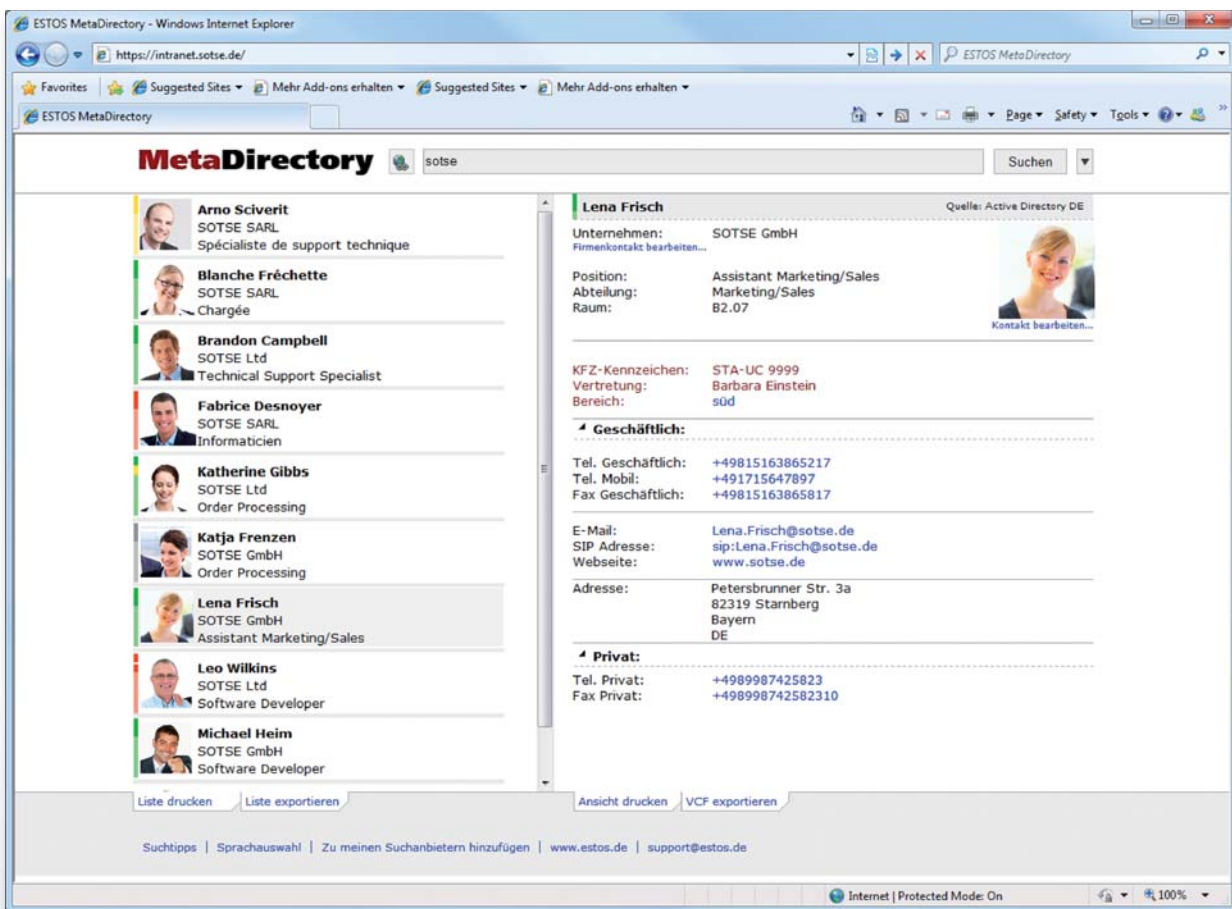 ESTOS MetaDirectory - Windows Internet Explorer
https://intranet.sotse.de/
ESTOS MetaDirectory
Favorites
Suggested Sites
Mehr Add-ons erhalten
Suggested Sites
Mehr Add-ons erhalten
ESTOS MetaDirectory
Page
Safety
Tools
MetaDirectory
sotse
Suchen
Arno Sciverit
SOTSE SARL
Spécialiste de support technique
Blanche Fréchette
SOTSE SARL
Chargée
Brandon Campbell
SOTSE Ltd
Technical Support Specialist
Fabrice Desnoyer
SOTSE SARL
Informaticien
Katherine Gibbs
SOTSE Ltd
Order Processing
Katja Frenzen
SOTSE GmbH
Order Processing
Lena Frisch
SOTSE GmbH
Assistant Marketing/Sales
Leo Wilkins
SOTSE Ltd
Software Developer
Michael Heim
SOTSE GmbH
Software Developer
Liste drucken
Liste exportieren
Lena Frisch
Quelle: Active Directory DE
Unternehmen: SOTSE GmbH
Firmenkontakt bearbeiten...
Position: Assistant Marketing/Sales
Abteilung: Marketing/Sales
Raum: B2.07
Kontakt bearbeiten...
KFZ-Kennzeichen: STA-UC 9999
Vertretung: Barbara Einstein
Bereich: süd
Geschäftlich:
Tel. Geschäftlich: +49815163865217
Tel. Mobil: +491715647897
Fax Geschäftlich: +49815163865817
E-Mail: Lena.Frisch@sotse.de
SIP Adresse: sip:Lena.Frisch@sotse.de
Webseite: www.sotse.de
Adresse: Petersbrunner Str. 3a
82319 Starnberg
Bayern
DE
Privat:
Tel. Privat: +4989987425823
Fax Privat: +498998742582310
Ansicht drucken
VCF exportieren
Suchtipps | Sprachauswahl | Zu meinen Suchanbietern hinzufügen | www.estos.de | support@estos.de
Internet | Protected Mode: On
100%